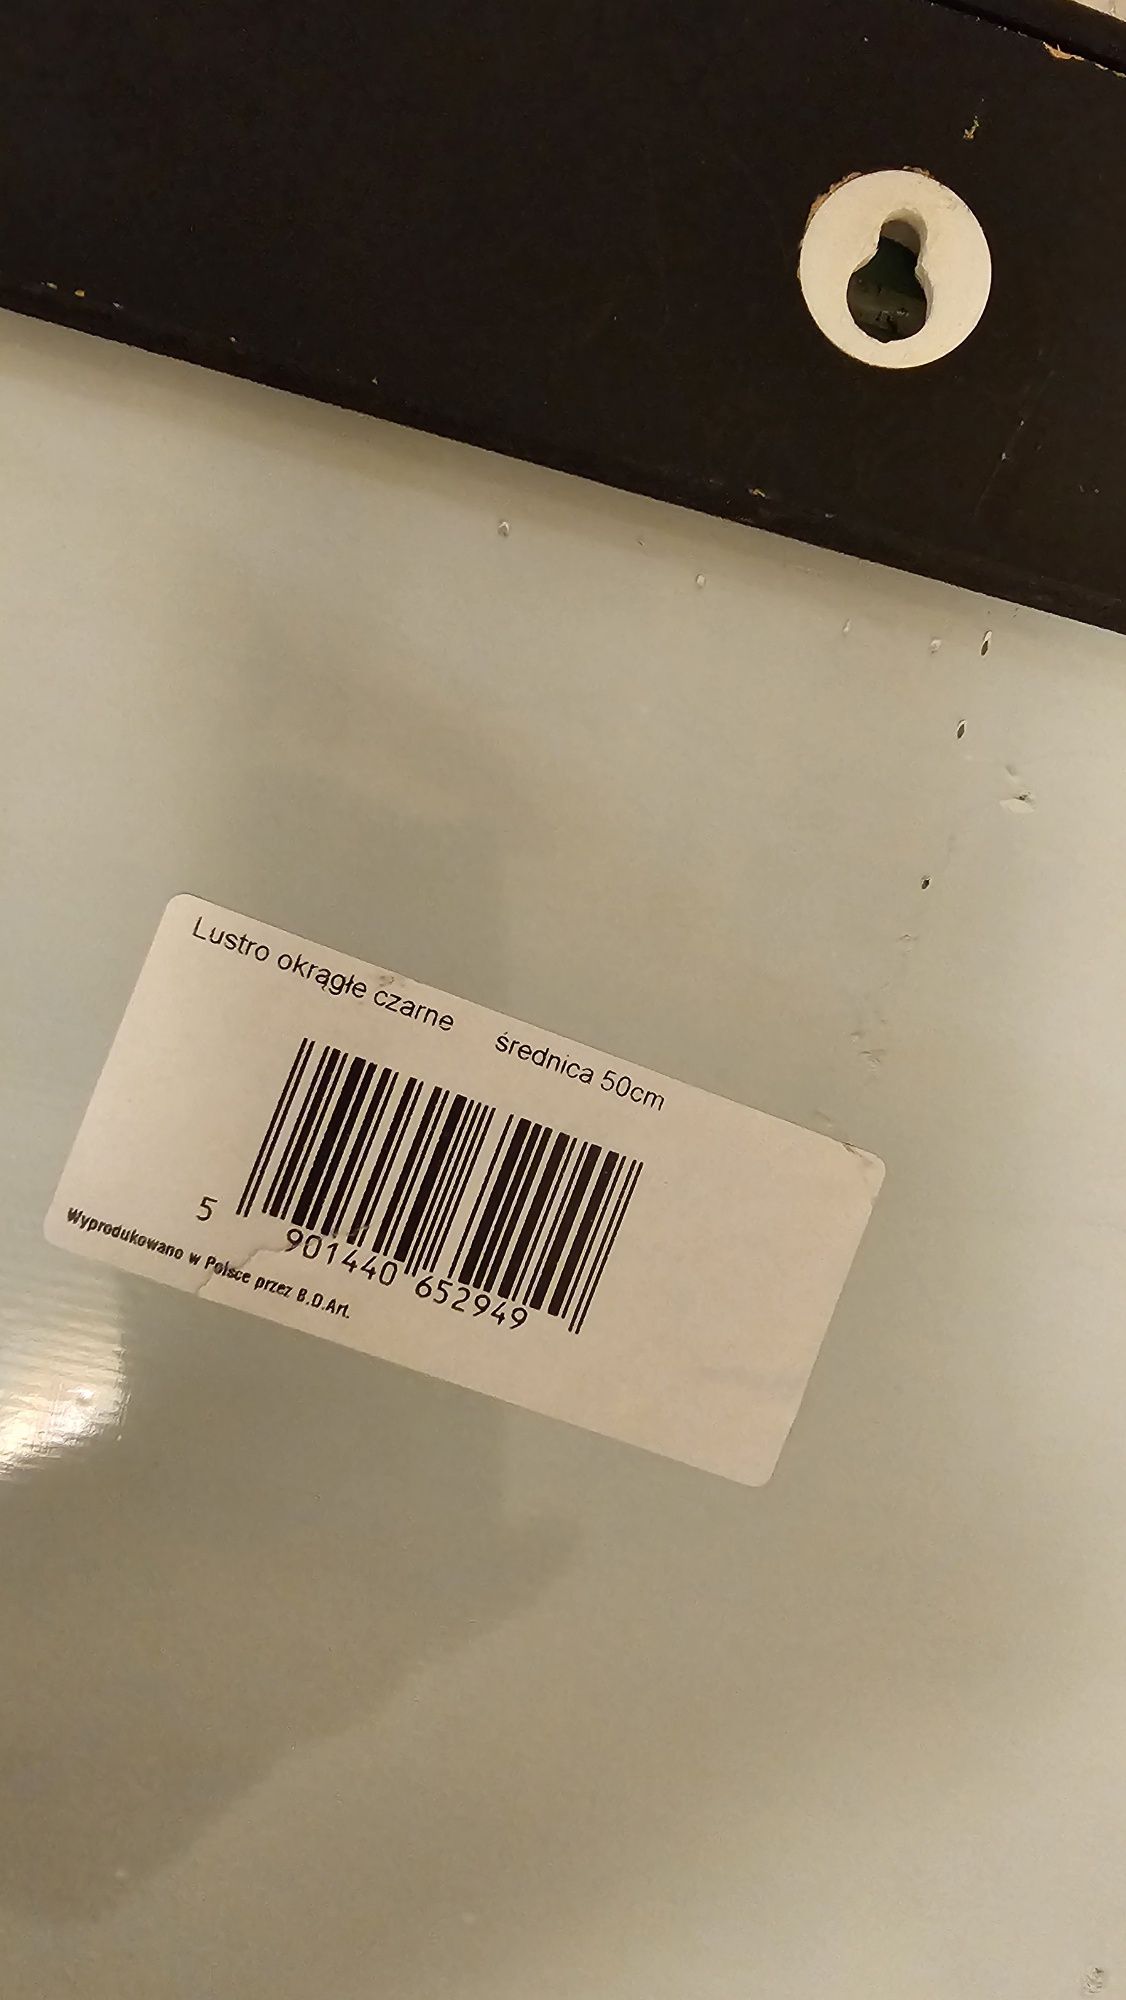 Lustro okrągłe czarne średnica 50cm
5 901440 652949
Wyprodukowano w Polsce przez B.D.Art.